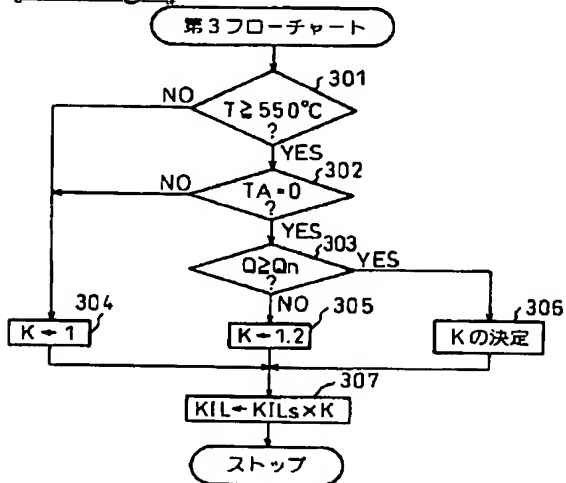 第3フローチャート
301
NO
T≧550℃
?
YES
302
NO
TA=0
?
YES
303
Q≧Qn
?
YES
NO
304
K←1
305
K←1.2
306
Kの決定
307
KIL←KILs×K
ストップ